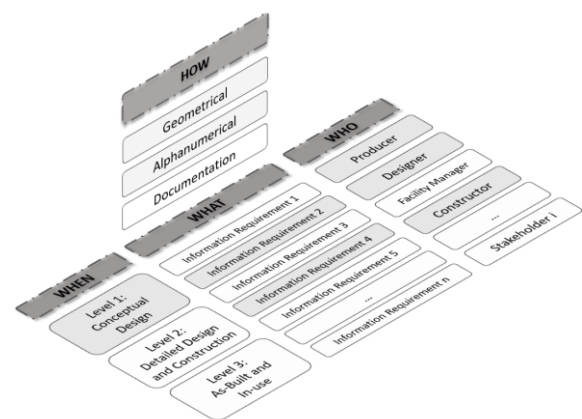 HOW
Geometrical
Alphanumerical
Documentation
WHO
Producer
Designer
Facility Manager
Constructor
...
Stakeholder i
WHAT
Information Requirement 1
Information Requirement 2
Information Requirement 3
Information Requirement 4
Information Requirement 5
...
Information Requirement n
WHEN
Level 1:
Conceptual
Design
Level 2:
Detailed Design
and Construction
Level 3:
As-Built and
In-use